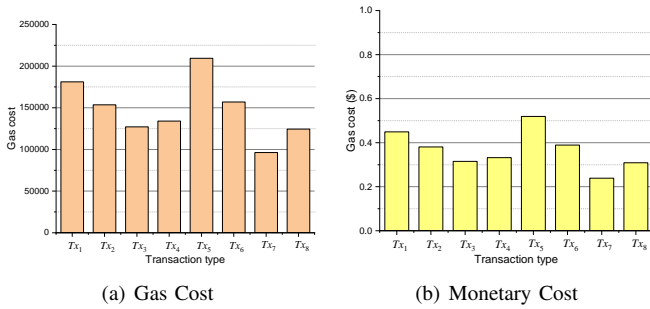 250000
200000
150000
100000
50000
0
Gas cost
Tx1 Tx2 Tx3 Tx4 Tx5 Tx6 Tx7 Tx8
Transaction type
(a) Gas Cost
1.0
0.8
0.6
0.4
0.2
0.0
Gas cost ($)
Tx1 Tx2 Tx3 Tx4 Tx5 Tx6 Tx7 Tx8
Transaction type
(b) Monetary Cost